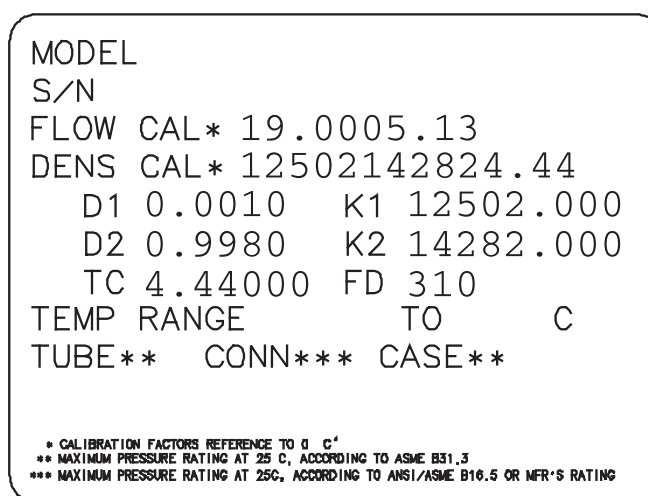 MODEL
S/N
FLOW CAL* 19.0005.13
DENS CAL* 12502142824.44
D1 0.0010 K1 12502.000
D2 0.9980 K2 14282.000
TC 4.44000 FD 310
TEMP RANGE TO C
TUBE** CONN*** CASE**
* CALIBRATION FACTORS REFERENCE TO 0 C
** MAXIMUM PRESSURE RATING AT 25 C, ACCORDING TO ASME B31.3
*** MAXIMUM PRESSURE RATING AT 25C, ACCORDING TO ANSI/ASME B16.5 OR MFR'S RATING